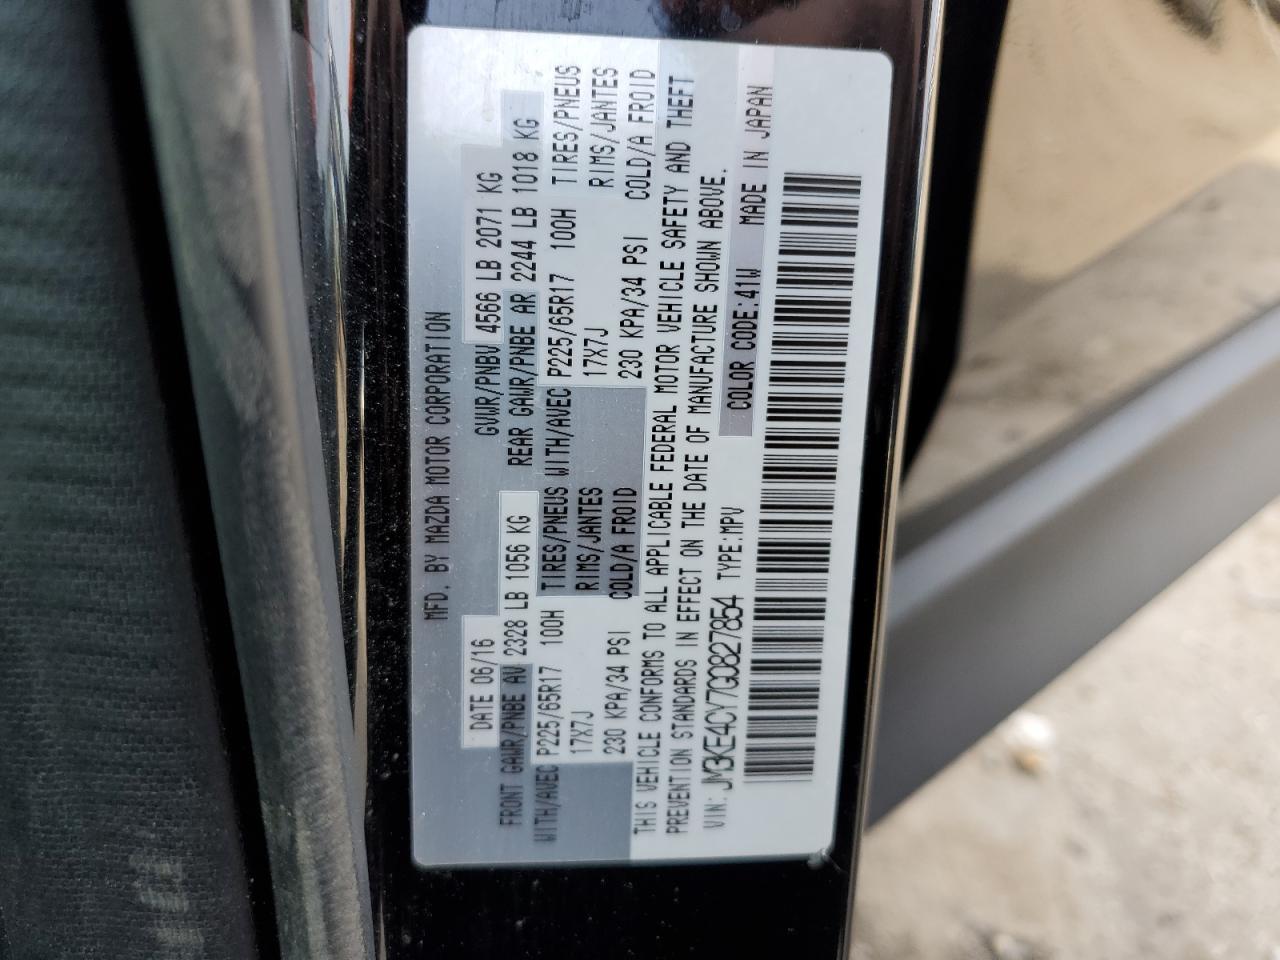 MFD. BY MAZDA MOTOR CORPORATION
DATE 06/16 GVWR/PNBV 4566 LB 2071 KG
FRONT GAWR/PNBE AV 2328 LB 1056 KG REAR GAWR/PNBE AR 2244 LB 1018 KG
WITH/AVEC P225/65R17 100H TIRES/PNEUS WITH/AVEC P225/65R17 100H TIRES/PNEUS
17X7J RIMS/JANTES 17X7J RIMS/JANTES
230 KPA/34 PSI COLD/A FROID 230 KPA/34 PSI COLD/A FROID
THIS VEHICLE CONFORMS TO ALL APPLICABLE FEDERAL MOTOR VEHICLE SAFETY AND THEFT
PREVENTION STANDARDS IN EFFECT ON THE DATE OF MANUFACTURE SHOWN ABOVE.
VIN: JM3KE4CY7G0827854 TYPE:MPV COLOR CODE:41W MADE IN JAPAN